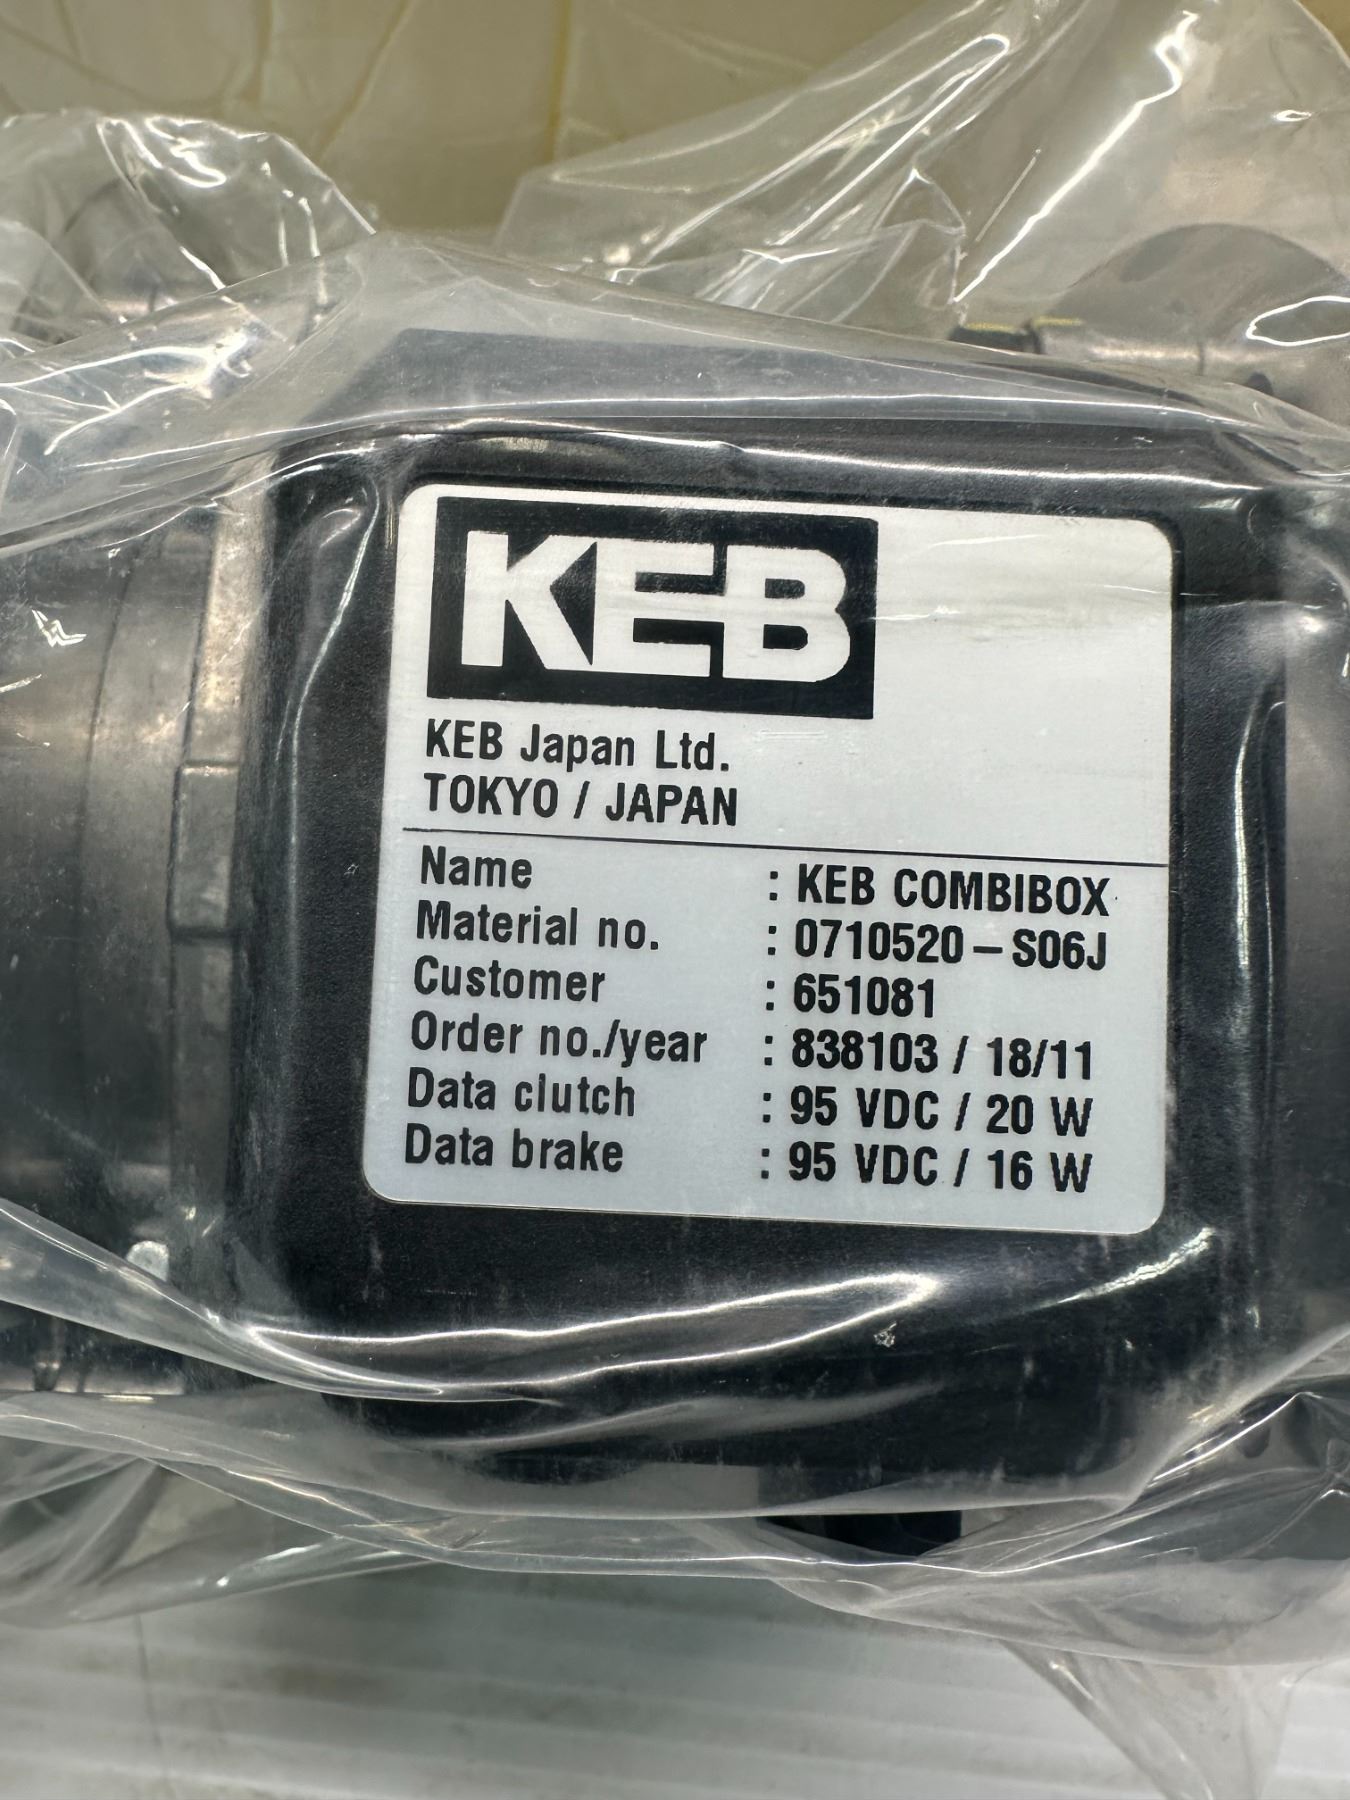 KEB
KEB Japan Ltd.
TOKYO / JAPAN
Name : KEB COMBIBOX
Material no. : 0710520-S06J
Customer : 651081
Order no./year : 838103 / 18/11
Data clutch : 95 VDC / 20 W
Data brake : 95 VDC / 16 W